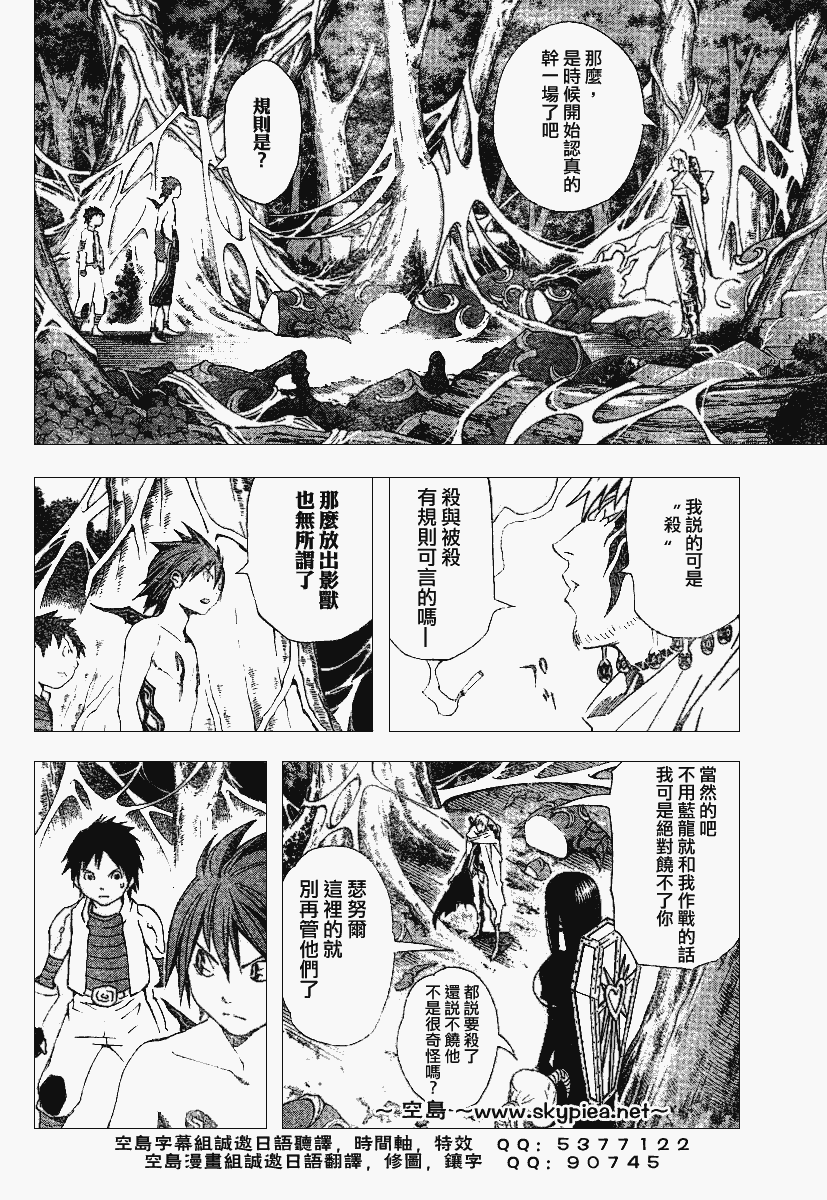 那麼，
是時候開始認真的
幹一場了吧
規則是？
我說的可是
“殺“
殺與被殺
有規則可言的嗎—
那麼放出影獸
也無所謂了
當然的吧
不用藍龍就和我作戰的話
我可是絕對饒不了你
瑟努爾
這裡的就
別再管他們了
都説要殺了
還説不饒他
不是很奇怪嗎？
～空島～www.skypiea.net～
空島字幕組誠邀日語聽譯，時間軸，特效 QQ：5377122
空島漫畫組誠邀日語翻譯，修圖，鑲字 QQ：90745